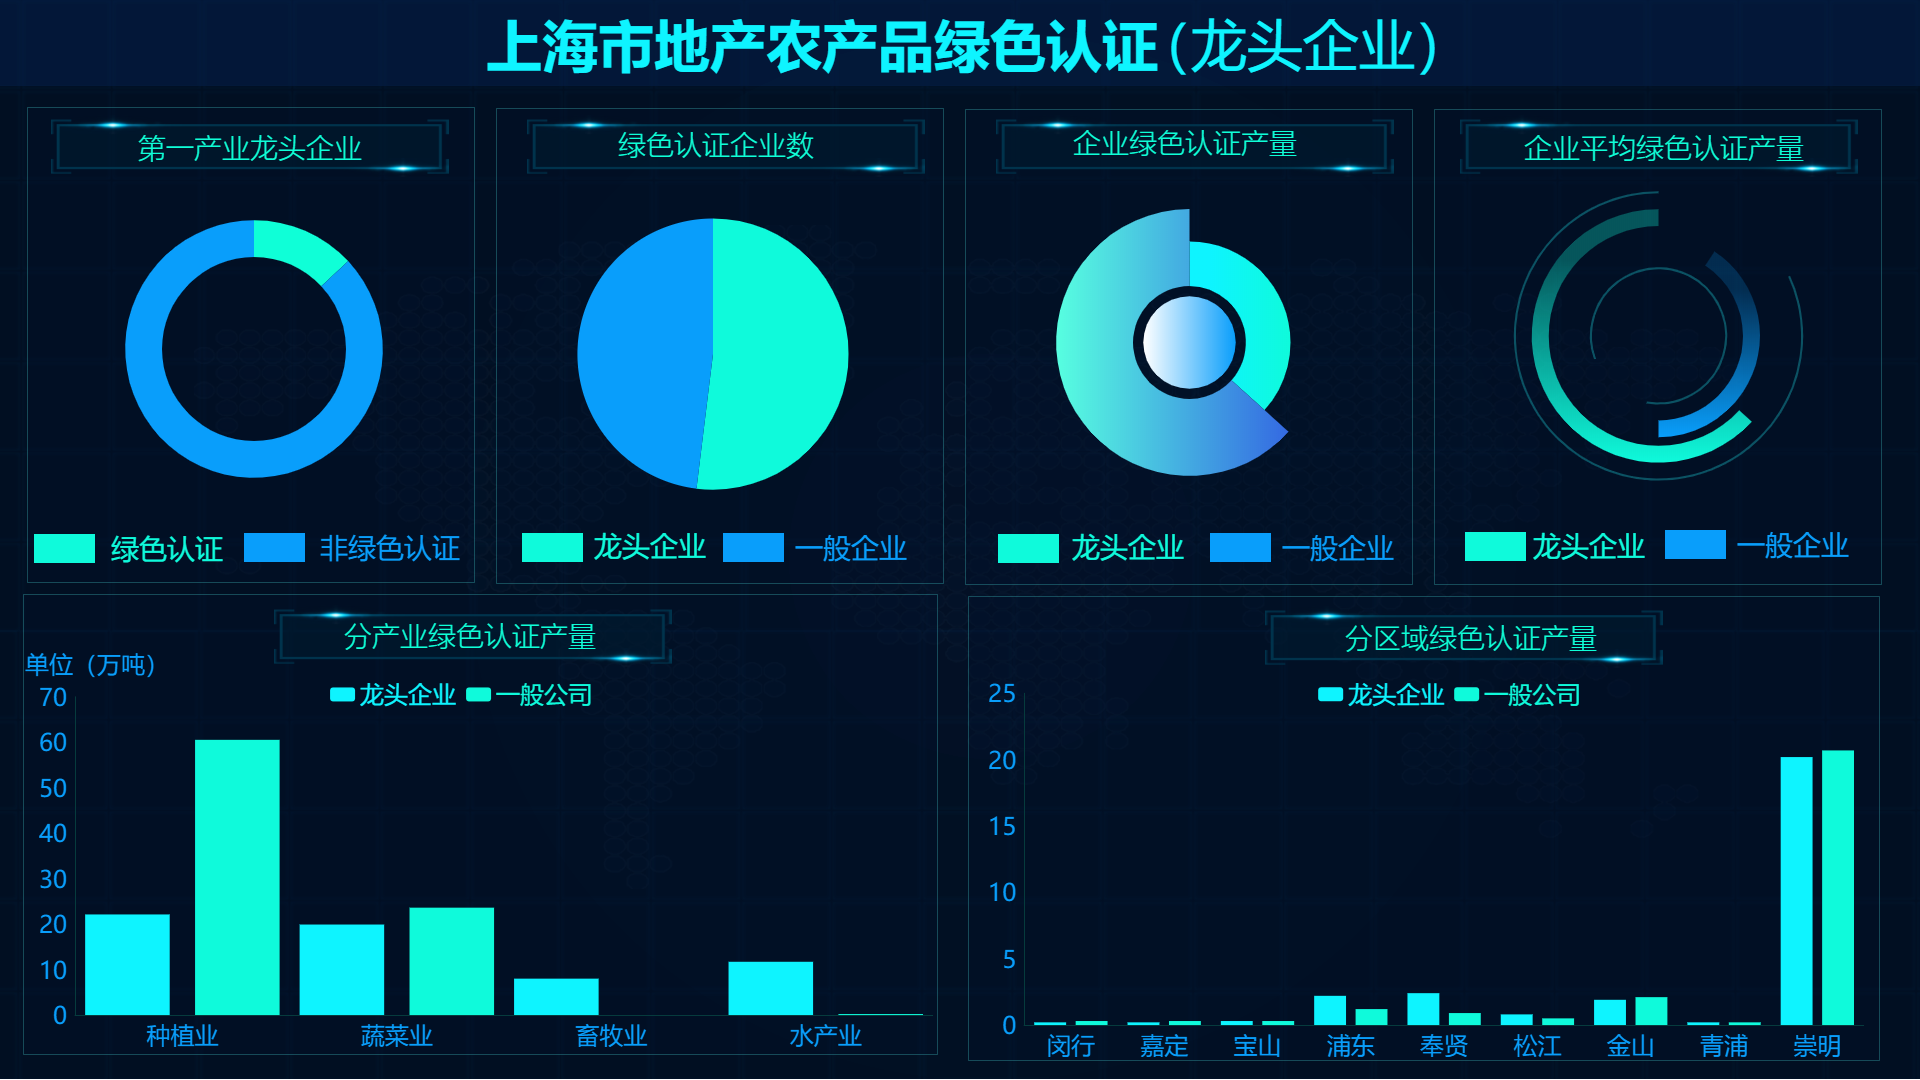 上海市地产农产品绿色认证(龙头企业)
第一产业龙头企业
绿色认证企业数
企业绿色认证产量
企业平均绿色认证产量
绿色认证 非绿色认证
龙头企业 一般企业
龙头企业 一般企业
龙头企业 一般企业
分产业绿色认证产量
单位（万吨）
龙头企业 一般公司
70
60
50
40
30
20
10
0
种植业 蔬菜业 畜牧业 水产业
分区域绿色认证产量
龙头企业 一般公司
25
20
15
10
5
0
闵行 嘉定 宝山 浦东 奉贤 松江 金山 青浦 崇明